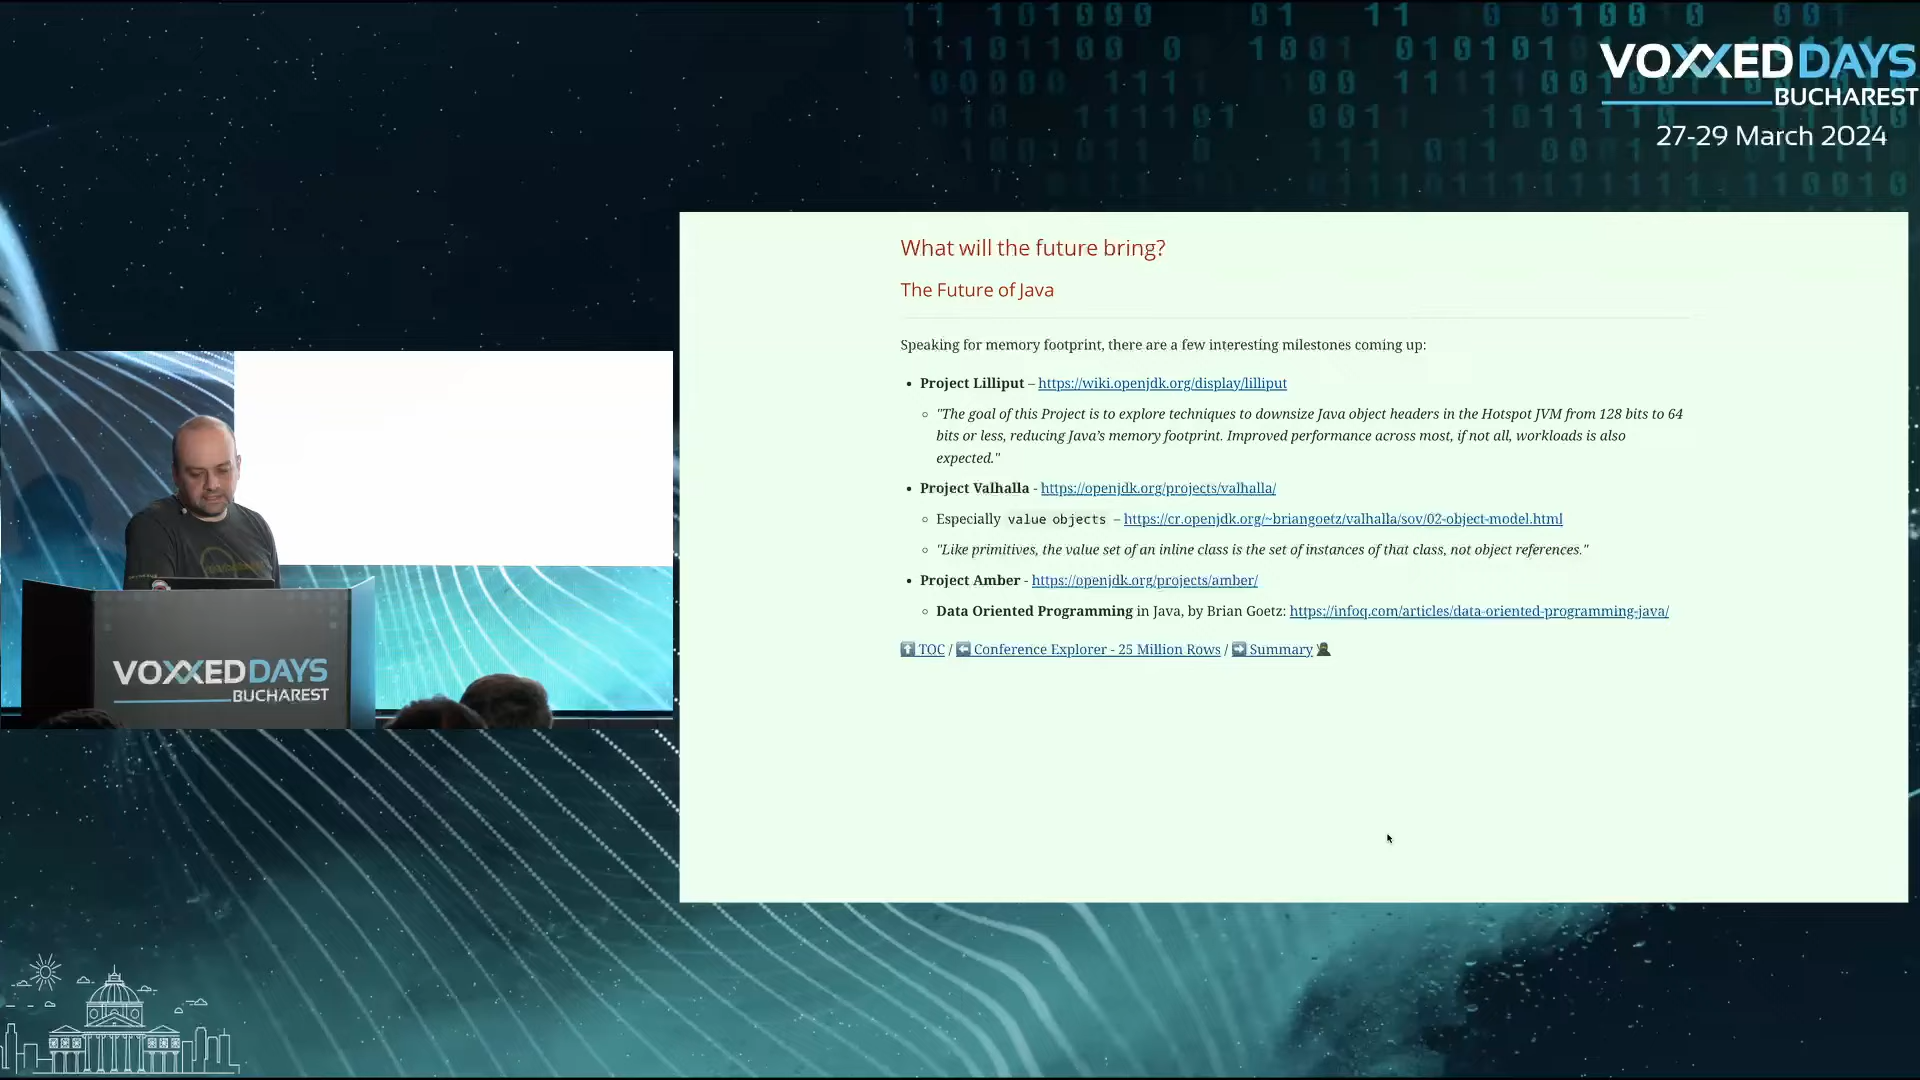 VOXXEDDAYS
BUCHAREST
27-29 March 2024
What will the future bring?
The Future of Java
Speaking for memory footprint, there are a few interesting milestones coming up:
• Project Lilliput – https://wiki.openjdk.org/display/lilliput
◦ "The goal of this Project is to explore techniques to downsize Java object headers in the Hotspot JVM from 128 bits to 64
bits or less, reducing Java’s memory footprint. Improved performance across most, if not all, workloads is also
expected."
• Project Valhalla - https://openjdk.org/projects/valhalla/
◦ Especially value objects – https://cr.openjdk.org/~briangoetz/valhalla/sov/02-object-model.html
◦ "Like primitives, the value set of an inline class is the set of instances of that class, not object references."
• Project Amber - https://openjdk.org/projects/amber/
◦ Data Oriented Programming in Java, by Brian Goetz: https://infoq.com/articles/data-oriented-programming-java/
⬆️ TOC / ⬅️ Conference Explorer - 25 Million Rows / ➡️ Summary
VOXXEDDAYS
BUCHAREST